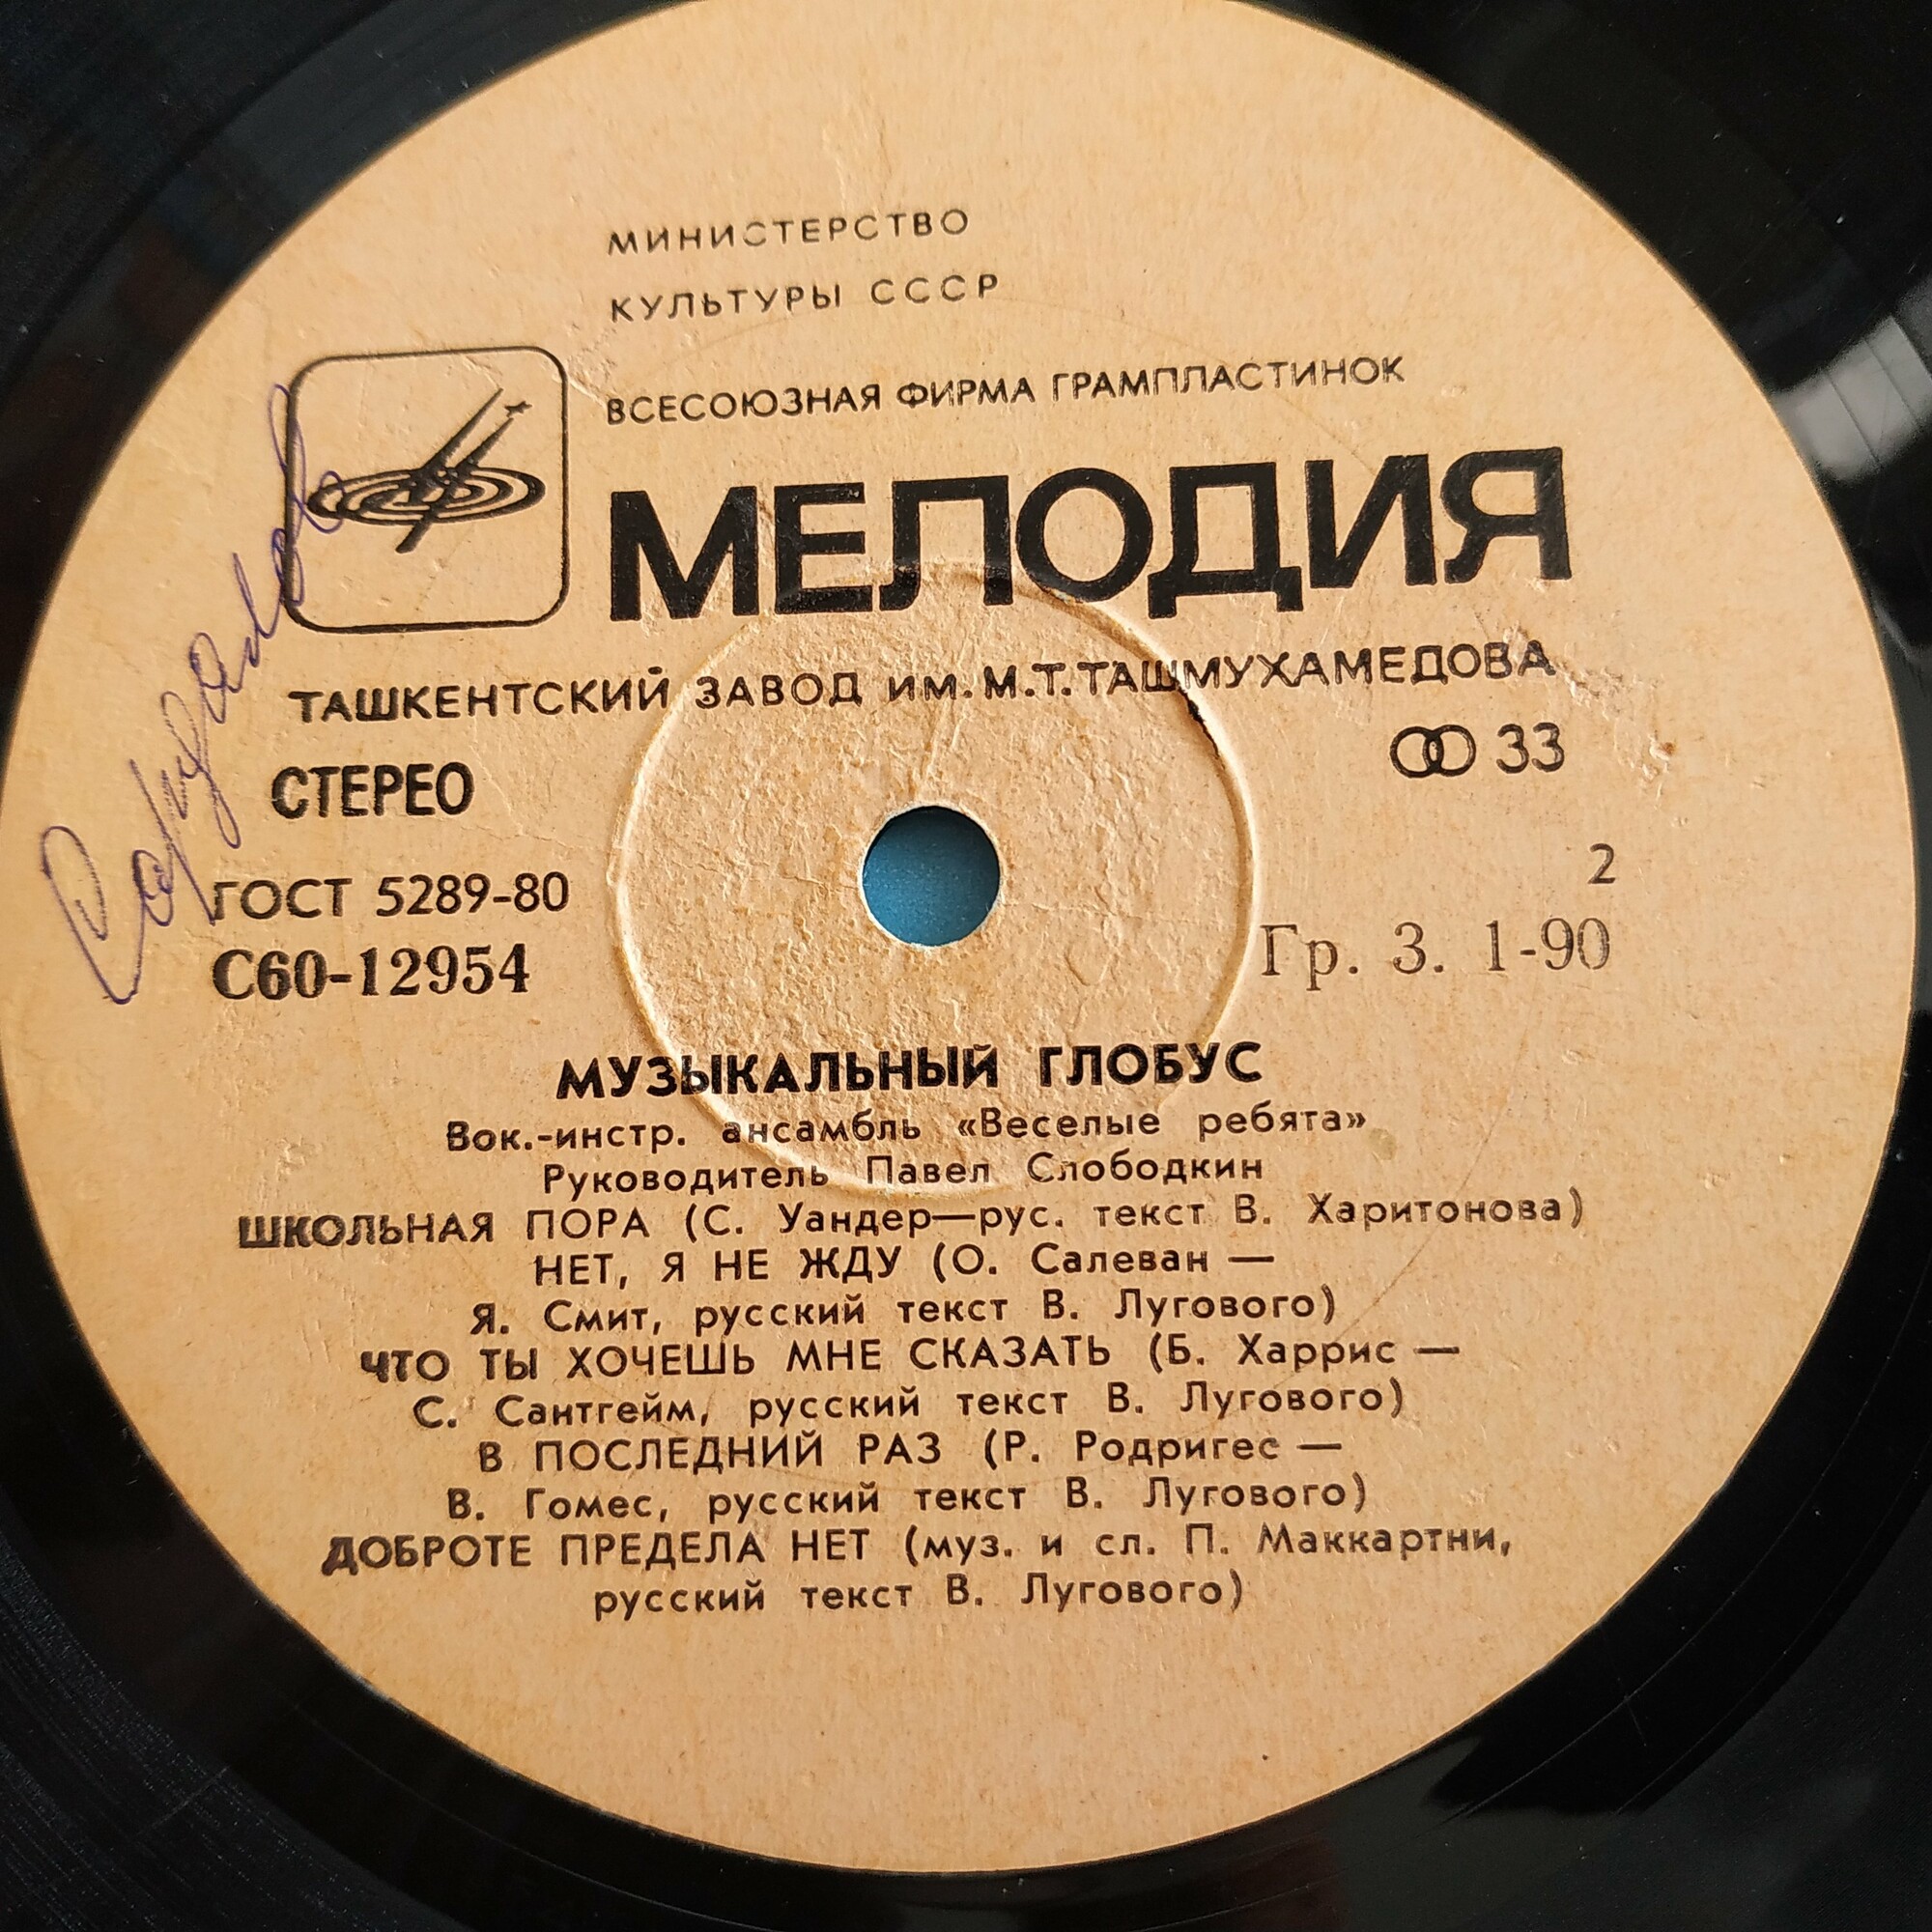 МИНИСТЕРСТВО
КУЛЬТУРЫ СССР
ВСЕСОЮЗНАЯ ФИРМА ГРАМПЛАСТИНОК
МЕЛОДИЯ
ТАШКЕНТСКИЙ ЗАВОД им. М.Т.ТАШМУХАМЕДОВА
СТЕРЕО
33
ГОСТ 5289-80
2
С60-12954
Гр. 3. 1-90
МУЗЫКАЛЬНЫЙ ГЛОБУС
Вок.-инстр. ансамбль «Веселые ребята»
Руководитель Павел Слободкин
ШКОЛЬНАЯ ПОРА (С. Уандер—рус. текст В. Харитонова)
НЕТ, Я НЕ ЖДУ (О. Салеван —
Я. Смит, русский текст В. Лугового)
ЧТО ТЫ ХОЧЕШЬ МНЕ СКАЗАТЬ (Б. Харрис —
С. Сантгейм, русский текст В. Лугового)
В ПОСЛЕДНИЙ РАЗ (Р. Родригес —
В. Гомес, русский текст В. Лугового)
ДОБРОТЕ ПРЕДЕЛА НЕТ (муз. и сл. П. Маккартни,
русский текст В. Лугового)